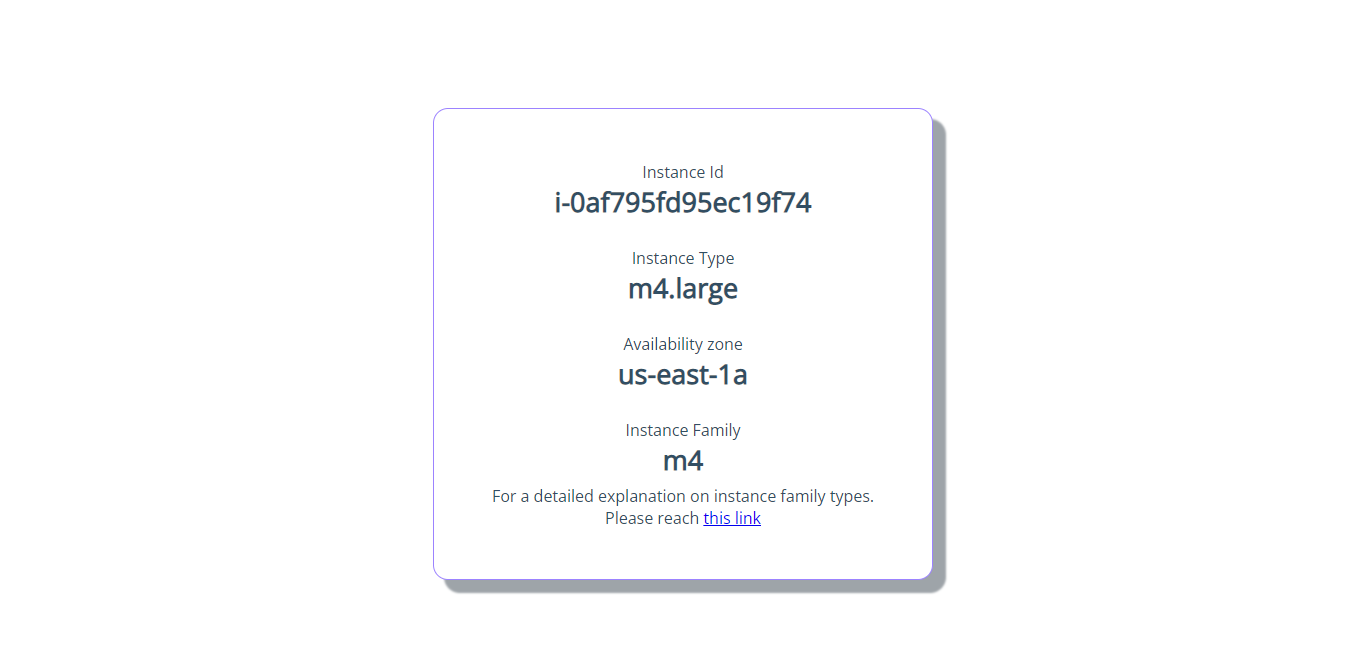 Instance Id
i-0af795fd95ec19f74
Instance Type
m4.large
Availability zone
us-east-1a
Instance Family
m4
For a detailed explanation on instance family types.
Please reach this link